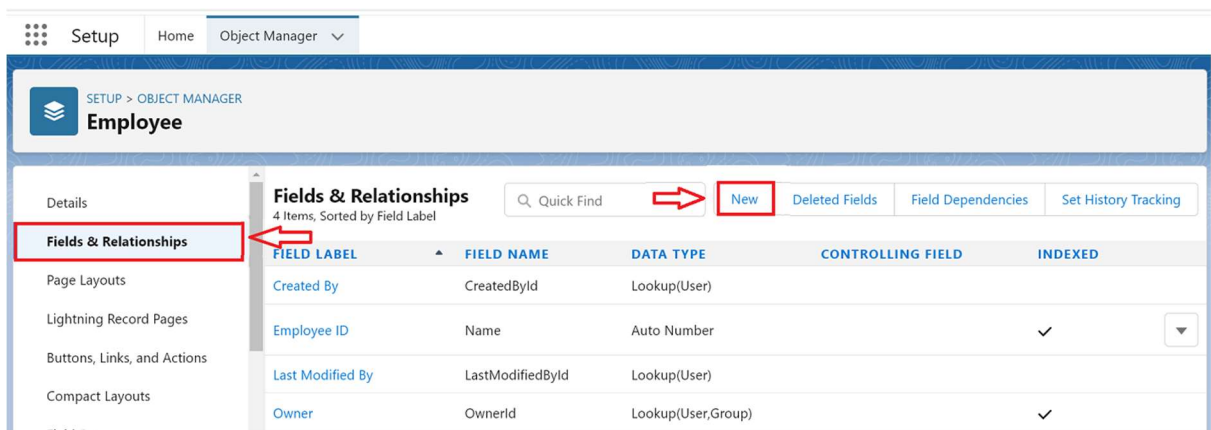 Setup Home Object Manager
SETUP > OBJECT MANAGER
Employee
Details
Fields & Relationships
Page Layouts
Lightning Record Pages
Buttons, Links, and Actions
Compact Layouts
Fields & Relationships
4 Items, Sorted by Field Label
Quick Find New Deleted Fields Field Dependencies Set History Tracking
FIELD LABEL FIELD NAME DATA TYPE CONTROLLING FIELD INDEXED
Created By CreatedById Lookup(User)
Employee ID Name Auto Number
Last Modified By LastModifiedById Lookup(User)
Owner OwnerId Lookup(User,Group)